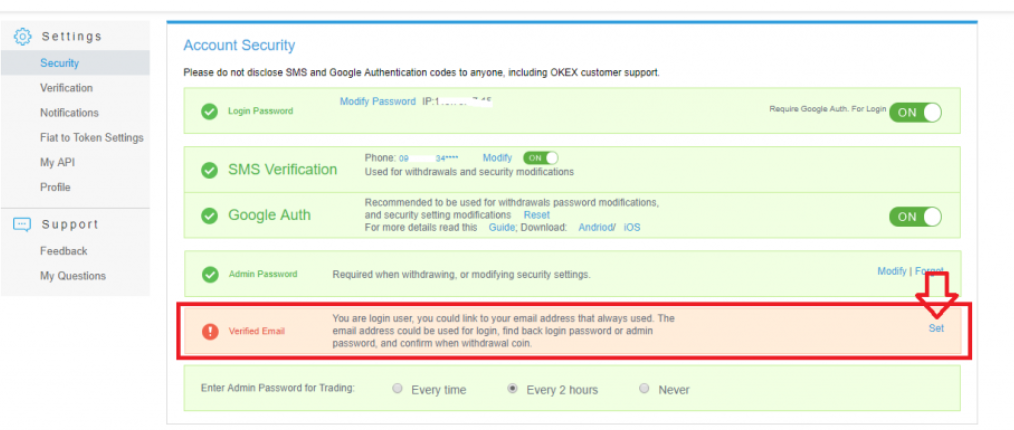 Settings
Security
Verification
Notifications
Fiat to Token Settings
My API
Profile
Support
Feedback
My Questions
Account Security
Please do not disclose SMS and Google Authentication codes to anyone, including OKEX customer support.
Login Password
Modify Password IP:1
Require Google Auth. For Login ON
SMS Verification
Phone: 09 34**** Modify ON
Used for withdrawals and security modifications
Google Auth
Recommended to be used for withdrawals password modifications,
and security setting modifications Reset
For more details read this Guide; Download: Andriod/ iOS
ON
Admin Password
Required when withdrawing, or modifying security settings.
Modify | Forgot
Verified Email
You are login user, you could link to your email address that always used. The
email address could be used for login, find back login password or admin
password, and confirm when withdrawal coin.
Set
Enter Admin Password for Trading: Every time Every 2 hours Never